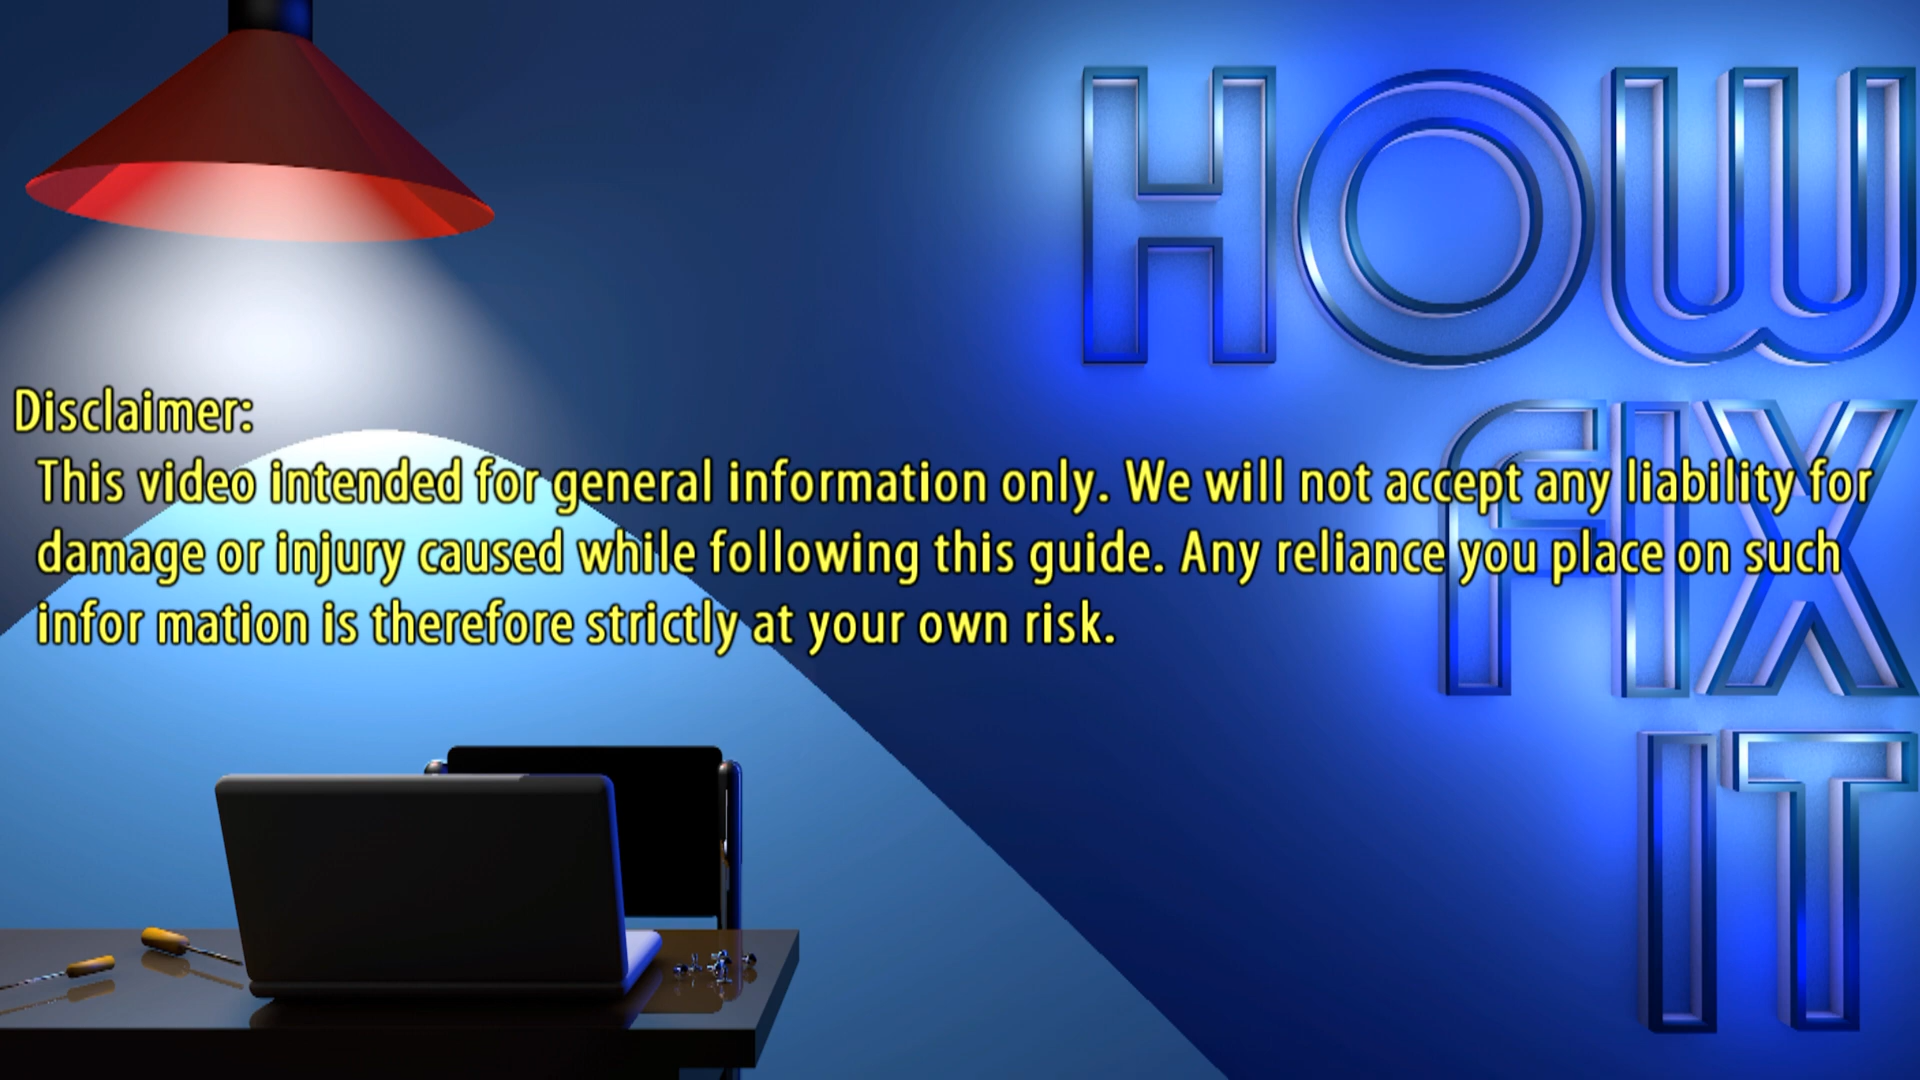 HOW
FIX
IT
Disclaimer:
This video intended for general information only. We will not accept any liability for
damage or injury caused while following this guide. Any reliance you place on such
infor mation is therefore strictly at your own risk.